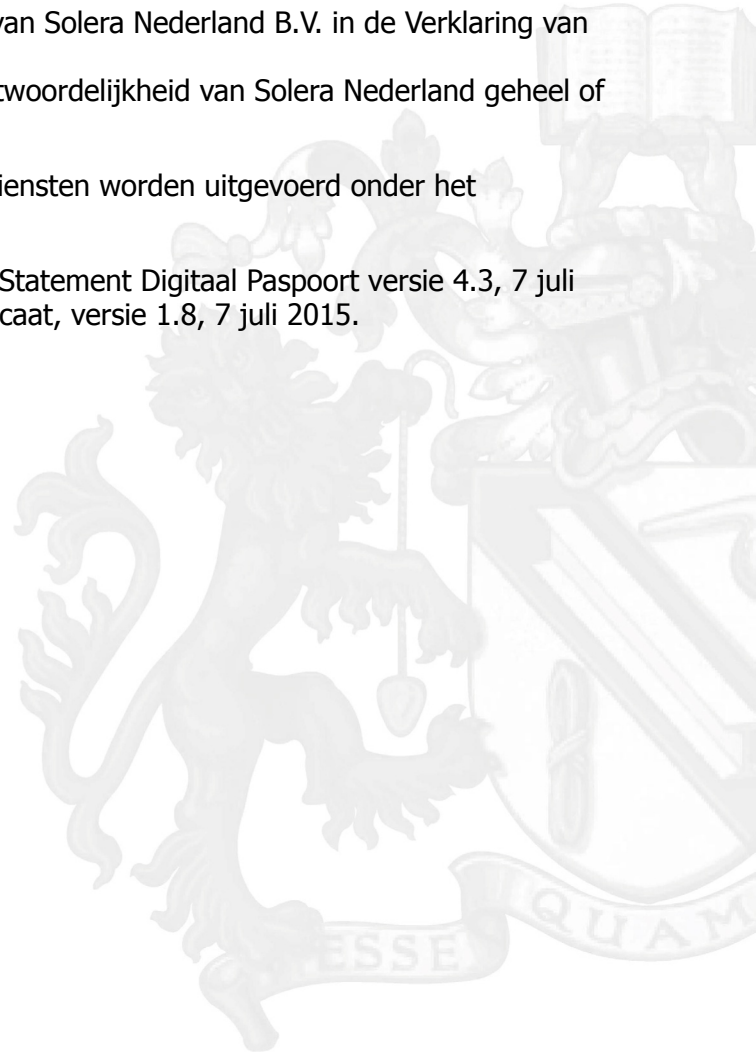 van Solera Nederland B.V. in de Verklaring van
twoordelijkheid van Solera Nederland geheel of
iensten worden uitgevoerd onder het
Statement Digitaal Paspoort versie 4.3, 7 juli
caat, versie 1.8, 7 juli 2015.
ESSE
QUAM